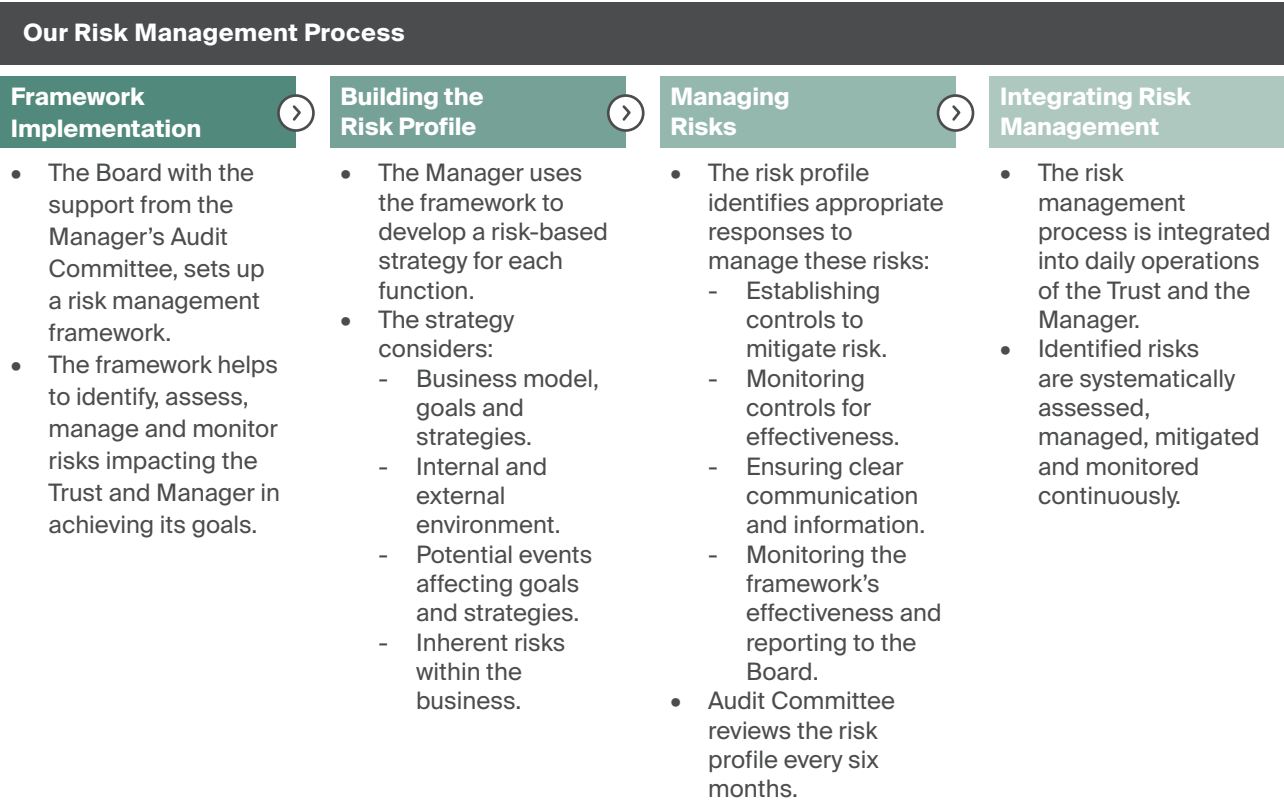 Our Risk Management Process
Framework
Implementation
• The Board with the
support from the
Manager's Audit
Committee, sets up
a risk management
framework.
• The framework helps
to identify, assess,
manage and monitor
risks impacting the
Trust and Manager in
achieving its goals.
Building the
Risk Profile
• The Manager uses
the framework to
develop a risk-based
strategy for each
function.
• The strategy
considers:
- Business model,
goals and
strategies.
- Internal and
external
environment.
- Potential events
affecting goals
and strategies.
- Inherent risks
within the
business.
Managing
Risks
• The risk profile
identifies appropriate
responses to
manage these risks:
- Establishing
controls to
mitigate risk.
- Monitoring
controls for
effectiveness.
- Ensuring clear
communication
and information.
- Monitoring the
framework's
effectiveness and
reporting to the
Board.
• Audit Committee
reviews the risk
profile every six
months.
Integrating Risk
Management
• The risk
management
process is integrated
into daily operations
of the Trust and the
Manager.
• Identified risks
are systematically
assessed,
managed, mitigated
and monitored
continuously.